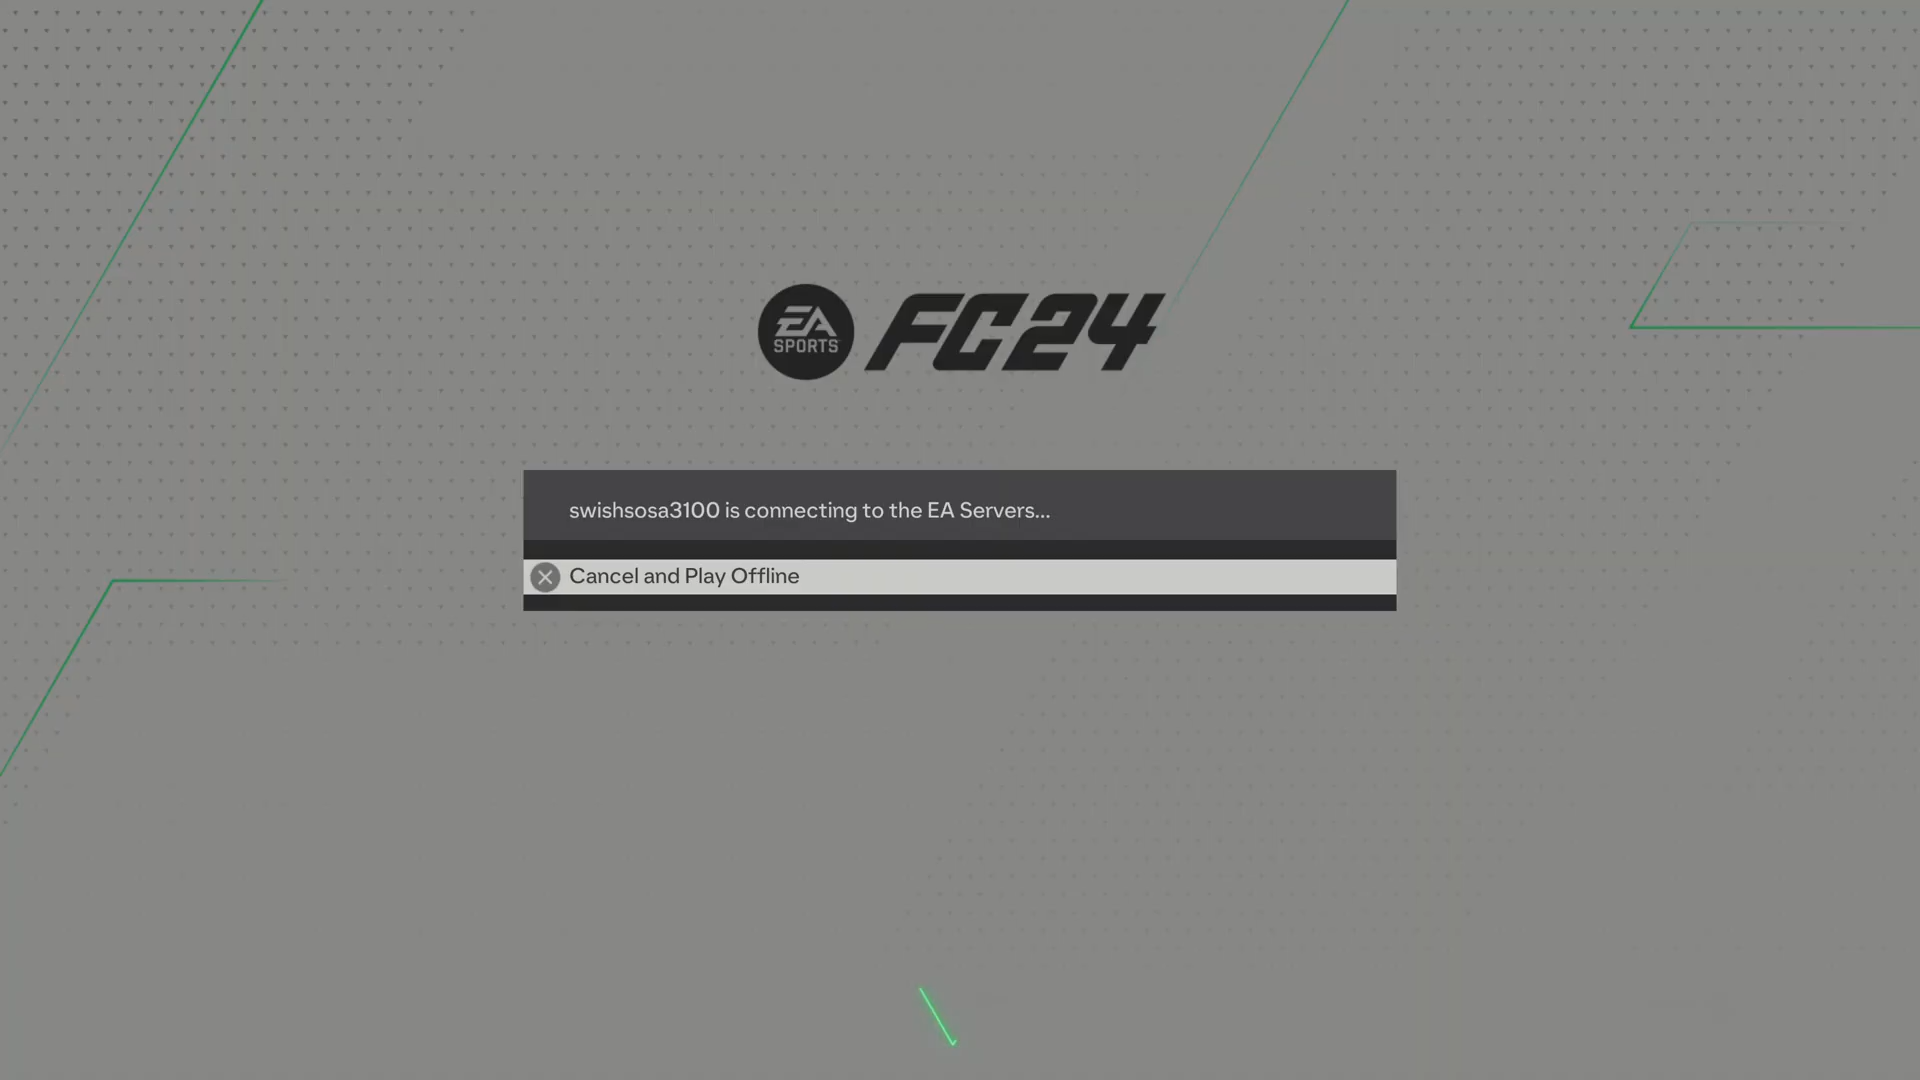 EA
SPORTS
FC24
swishsosa3100 is connecting to the EA Servers...
Cancel and Play Offline